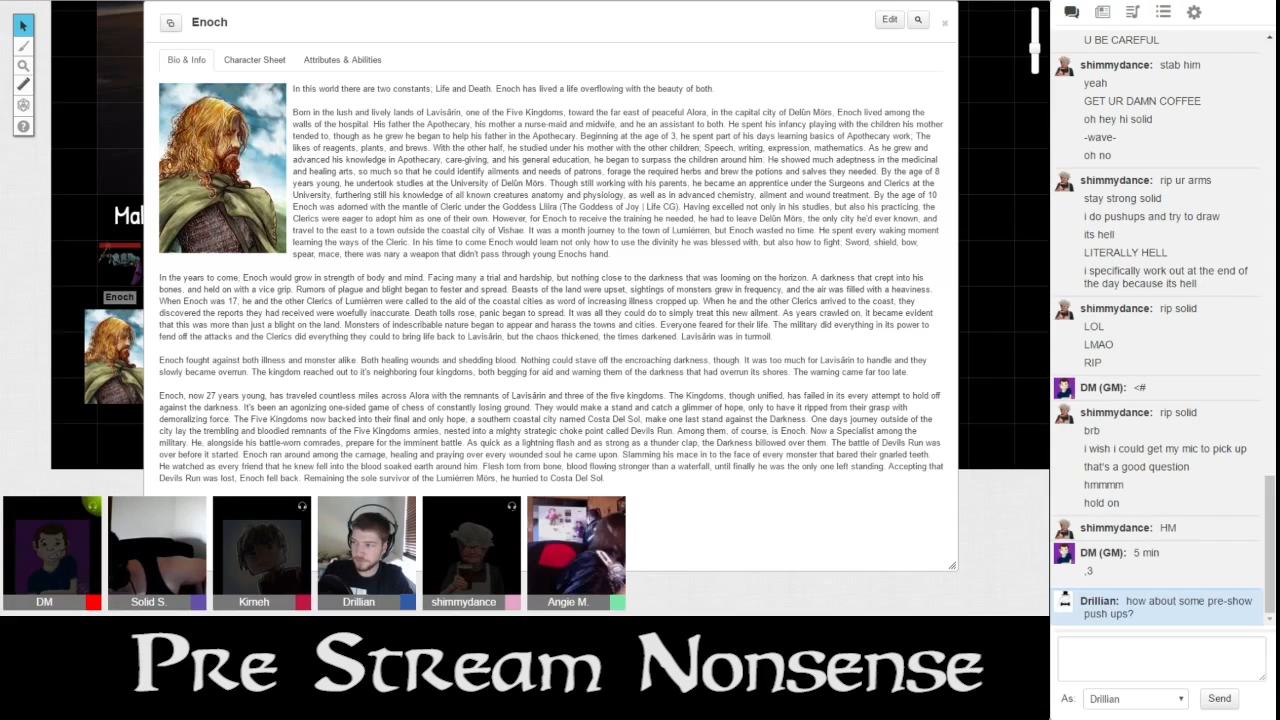 Enoch
Edit
Bio & Info
Character Sheet
Attributes & Abilities
In this world there are two constants; Life and Death. Enoch has lived a life overflowing with the beauty of both.
Born in the lush and lively lands of Lavisârin, one of the Five Kingdoms, toward the far east of peaceful Alora, in the capital city of Delûn Mörs, Enoch lived among the
walls of the hospital. His father the Apothecary, his mother a nurse-maid and midwife, and he an assistant to both. He spent his infancy playing with the children his mother
tended to, though as he grew he began to help his father in the Apothecary. Beginning at the age of 3, he spent part of his days learning basics of Apothecary work; The
likes of reagents, plants, and brews. With the other half, he studied under his mother with the other children; Speech, writing, expression, mathematics. As he grew and
advanced his knowledge in Apothecary, care-giving, and his general education, he began to surpass the children around him. He showed much adeptness in the medicinal
and healing arts, so much so that he could identify ailments and needs of patrons, forage the required herbs and brew the potions and salves they needed. By the age of 8
years young, he undertook studies at the University of Delûn Mörs. Though still working with his parents, he became an apprentice under the Surgeons and Clerics at the
University, furthering still his knowledge of all known creatures anatomy and physiology, as well as in advanced chemistry, ailment and wound treatment. By the age of 10
Enoch was adorned with the mantle of Cleric under the Goddess Lliira (The Goddess of Joy | Life CG). Having excelled not only in his studies, but also his practicing, the
Clerics were eager to adopt him as one of their own. However, for Enoch to receive the training he needed, he had to leave Delûn Mörs, the only city he'd ever known, and
travel to the east to a town outside the coastal city of Vishae. It was a month journey to the town of Lumiérren, but Enoch wasted no time. He spent every waking moment
learning the ways of the Cleric. In his time to come Enoch would learn not only how to use the divinity he was blessed with, but also how to fight; Sword, shield, bow,
spear, mace, there was nary a weapon that didn't pass through young Enochs hand.
In the years to come, Enoch would grow in strength of body and mind. Facing many a trial and hardship, but nothing close to the darkness that was looming on the horizon. A darkness that crept into his
bones, and held on with a vice grip. Rumors of plague and blight began to fester and spread. Beasts of the land were upset, sightings of monsters grew in frequency, and the air was filled with a heaviness.
When Enoch was 17, he and the other Clerics of Lumièrren were called to the aid of the coastal cities as word of increasing illness cropped up. When he and the other Clerics arrived to the coast, they
discovered the reports they had received were woefully inaccurate. Death tolls rose, panic began to spread. It was all they could do to simply treat this new ailment. As years crawled on, it became evident
that this was more than just a blight on the land. Monsters of indescribable nature began to appear and harass the towns and cities. Everyone feared for their life. The military did everything in its power to
fend off the attacks and the Clerics did everything they could to bring life back to Lavisârin, but the chaos thickened, the times darkened. Lavisârin was in turmoil.
Enoch fought against both illness and monster alike. Both healing wounds and shedding blood. Nothing could stave off the encroaching darkness, though. It was too much for Lavisârin to handle and they
slowly became overrun. The kingdom reached out to it's neighboring four kingdoms, both begging for aid and warning them of the darkness that had overrun its shores. The warning came far too late.
Enoch, now 27 years young, has traveled countless miles across Alora with the remnants of Lavisârin and three of the five kingdoms. The Kingdoms, though unified, has failed in its every attempt to hold off
against the darkness. It's been an agonizing one-sided game of chess of constantly losing ground. They would make a stand and catch a glimmer of hope, only to have it ripped from their grasp with
demoralizing force. The Five Kingdoms now backed into their final and only hope, a southern coastal city named Costa Del Sol, make one last stand against the Darkness. One days journey outside of the
city lay the trembling and bloodied remnants of the Five Kingdoms armies, nested into a mighty strategic choke point called Devils Run. Among them, of course, is Enoch. Now a Specialist among the
military. He, alongside his battle-worn comrades, prepare for the imminent battle. As quick as a lightning flash and as strong as a thunder clap, the Darkness billowed over them. The battle of Devils Run was
over before it started. Enoch ran around among the carnage, healing and praying over every wounded soul he came upon. Slamming his mace in to the face of every monster that bared their gnarled teeth.
He watched as every friend that he knew fell into the blood soaked earth around him. Flesh torn from bone, blood flowing stronger than a waterfall, until finally he was the only one left standing. Accepting that
Devils Run was lost, Enoch fell back. Remaining the sole survivor of the Lumièrren Mörs, he hurried to Costa Del Sol.
Mal
Enoch
DM
Solid S.
Kirneh
Drillian
shimmydance
Angie M.
Pre Stream Nonsense
U BE CAREFUL
shimmydance: stab him
yeah
GET UR DAMN COFFEE
oh hey hi solid
-wave-
oh no
shimmydance: rip ur arms
stay strong solid
i do pushups and try to draw
its hell
LITERALLY HELL
i specifically work out at the end of
the day because its hell
shimmydance: rip solid
LOL
LMAO
RIP
DM (GM): <#
shimmydance: rip solid
brb
i wish i could get my mic to pick up
that's a good question
hmmmm
hold on
shimmydance: HM
DM (GM): 5 min
,3
Drillian: how about some pre-show
push ups?
As: Drillian
Send